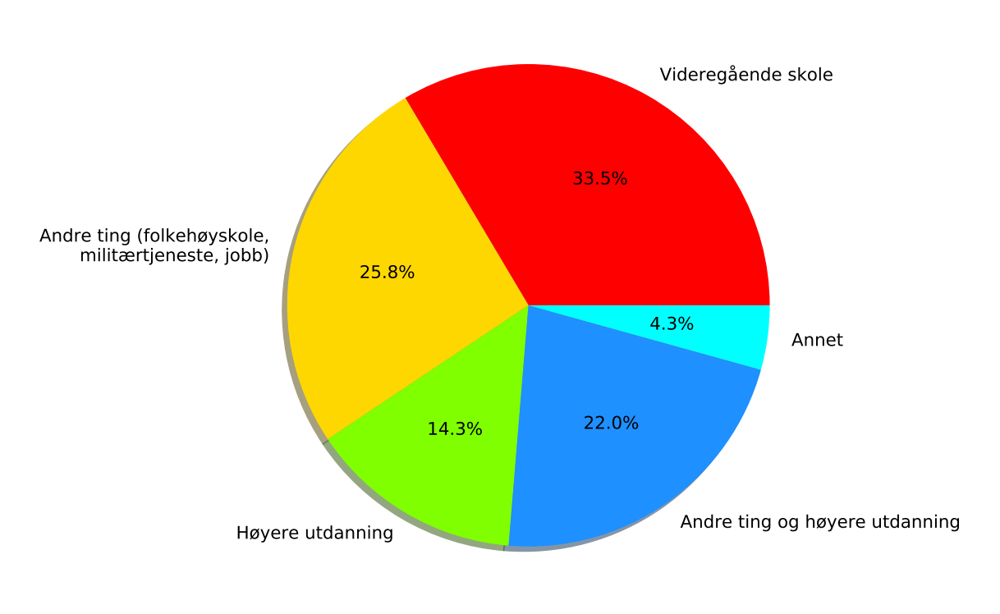 Videregående skole
33.5%
Andre ting (folkehøyskole,
militærtjeneste, jobb)
25.8%
4.3%
Annet
14.3%
22.0%
Andre ting og høyere utdanning
Høyere utdanning